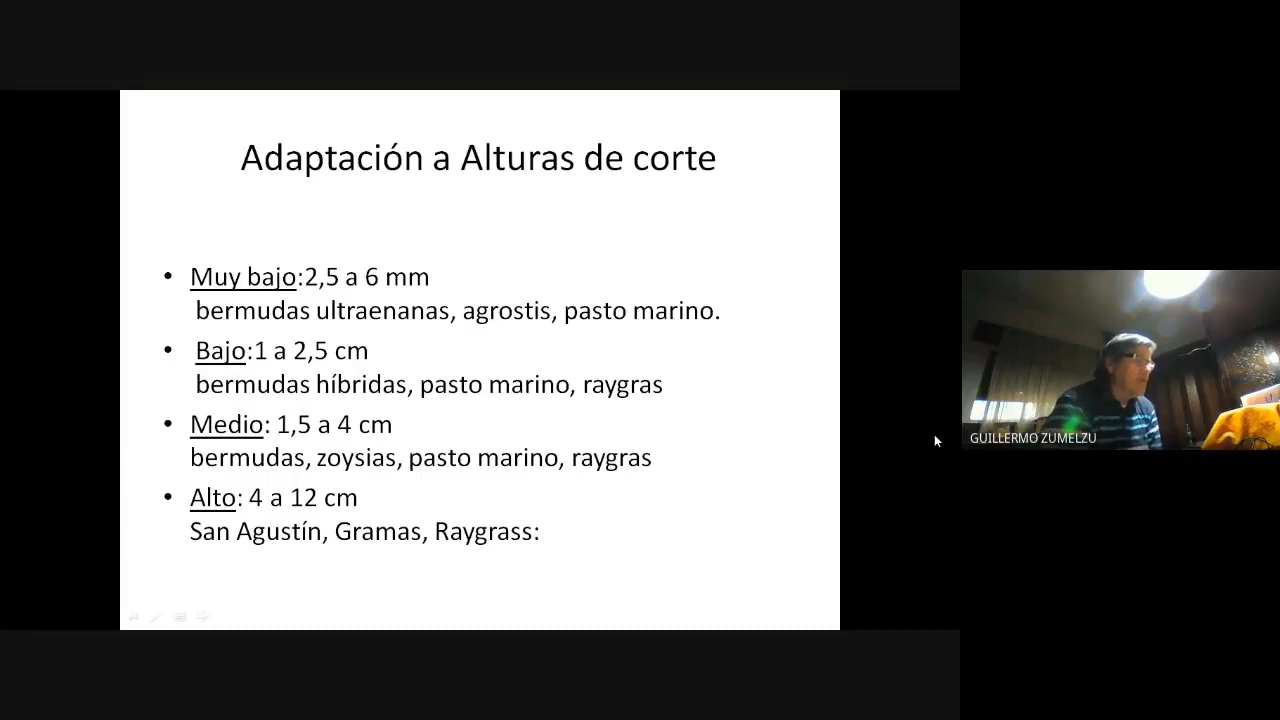 Adaptación a Alturas de corte
• Muy bajo:2,5 a 6 mm
bermudas ultraenanas, agrostis, pasto marino.
• Bajo:1 a 2,5 cm
bermudas híbridas, pasto marino, raygras
• Medio: 1,5 a 4 cm
bermudas, zoysias, pasto marino, raygras
• Alto: 4 a 12 cm
San Agustín, Gramas, Raygrass:
GUILLERMO ZUMELZU